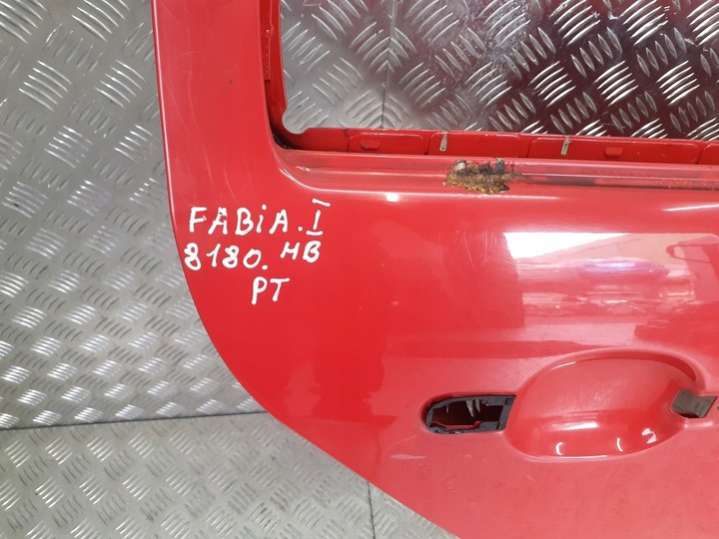 FABiA. I
8180. HB
PT